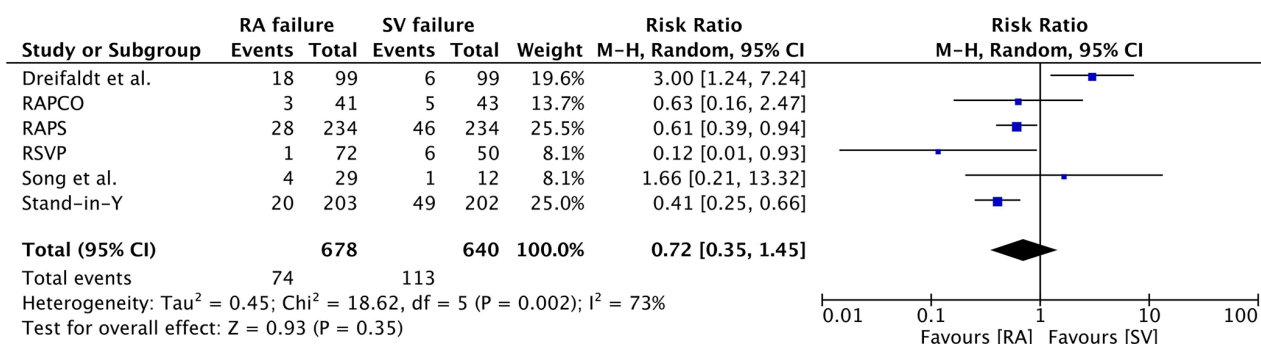 RA failure SV failure Risk Ratio Risk Ratio
Study or Subgroup Events Total Events Total Weight M-H, Random, 95% CI M-H, Random, 95% CI
Dreifaldt et al. 18 99 6 99 19.6% 3.00 [1.24, 7.24]
RAPCO 3 41 5 43 13.7% 0.63 [0.16, 2.47]
RAPS 28 234 46 234 25.5% 0.61 [0.39, 0.94]
RSVP 1 72 6 50 8.1% 0.12 [0.01, 0.93]
Song et al. 4 29 1 12 8.1% 1.66 [0.21, 13.32]
Stand-in-Y 20 203 49 202 25.0% 0.41 [0.25, 0.66]
Total (95% CI) 678 640 100.0% 0.72 [0.35, 1.45]
Total events 74 113
Heterogeneity: Tau² = 0.45; Chi² = 18.62, df = 5 (P = 0.002); I² = 73%
Test for overall effect: Z = 0.93 (P = 0.35)
0.01 0.1 1 10 100
Favours [RA] Favours [SV]